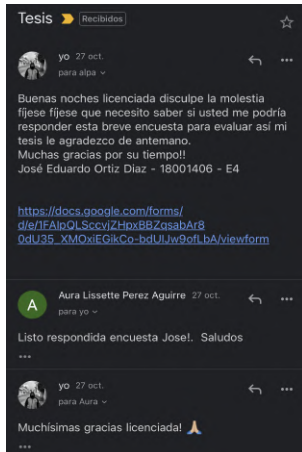 Tesis
Recibidos
yo 27 oct.
para alpa
Buenas noches licenciada disculpe la molestia
fíjese fíjese que necesito saber si usted me podría
responder esta breve encuesta para evaluar así mi
tesis le agradezco de antemano.
Muchas gracias por su tiempo!!
José Eduardo Ortiz Diaz - 18001406 - E4
https://docs.google.com/forms/
d/e/1FAIpQLSccvjZHpxBBZqsabAr8
0dU35_XMOxiEGikCo-bdUIJw9ofLbA/viewform
A
Aura Lissette Perez Aguirre 27 oct.
para yo
Listo respondida encuesta Jose!. Saludos
yo 27 oct.
para Aura
Muchísimas gracias licenciada! 🙏🏼